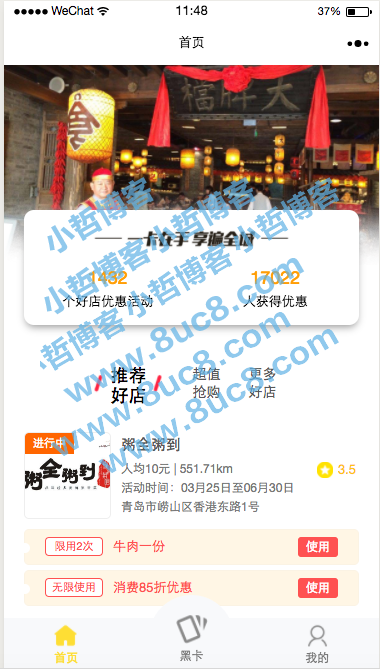 WeChat 11:48 37%
首页
大胖福
食
一卡在手 享遍全城
1432 17022
个好店优惠活动 人获得优惠
推荐好店 超值抢购 更多好店
进行中
粥全粥到
粥全粥到
人均10元 | 551.71km 3.5
活动时间: 03月25日至06月30日
青岛市崂山区香港东路1号
限用2次 牛肉一份 使用
无限使用 消费85折优惠 使用
首页 黑卡 我的
小哲博客
小哲博客 小哲博客
小哲博客 小哲博客
www.8uc8.com
www.8uc8.com
www.8uc8.com